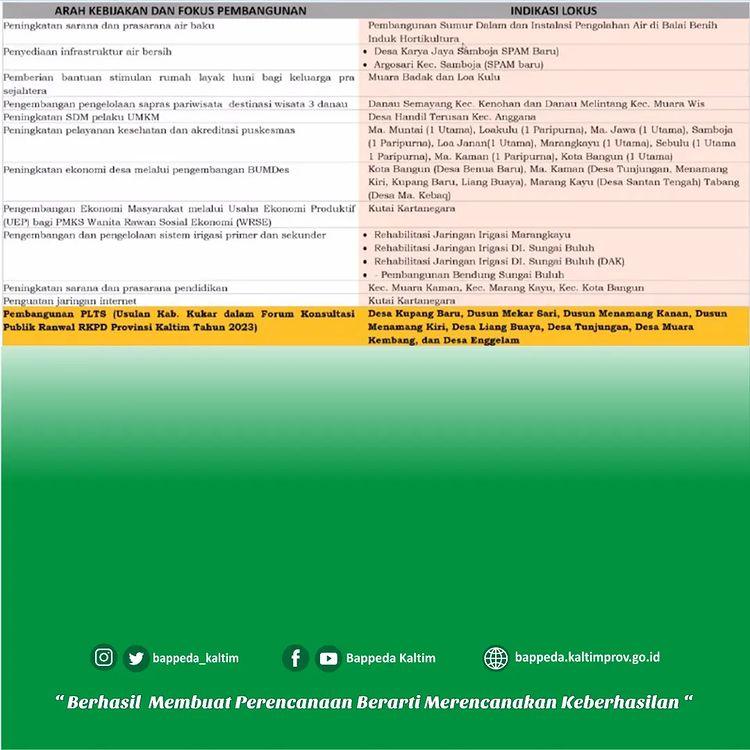 ARAH KEBIJAKAN DAN FOKUS PEMBANGUNAN
INDIKASI LOKUS
Peningkatan sarana dan prasarana air baku
Pembangunan Sumur Dalam dan Instalasi Pengolahan Air di Balai Benih
Induk Hortikultura
Penyediaan infrastruktur air bersih
• Desa Karya Jaya Samboja SPAM Baru)
• Argosari Kec. Samboja (SPAM baru)
Pemberian bantuan stimulan rumah layak huni bagi keluarga pra
sejahtera
Muara Badak dan Loa Kulu
Pengembangan pengelolaan sapras pariwisata destinasi wisata 3 danau
Danau Semayang Kec. Kenohan dan Danau Melintang Kec. Muara Wis
Peningkatan SDM pelaku UMKM
Desa Handil Terusan Kec. Anggana
Peningkatan pelayanan kesehatan dan akreditasi puskesmas
Ma. Muntai (1 Utama), Loakulu (1 Paripurna), Ma. Jawa (1 Utama), Samboja
(1 Paripurna), Loa Janan(1 Utama), Marangkayu (1 Utama), Sebulu (1 Utama
1 Paripurna), Ma. Kaman (1 Paripurna), Kota Bangun (1 Utama)
Peningkatan ekonomi desa melalui pengembangan BUMDes
Kota Bangun (Desa Benua Baru), Ma. Kaman (Desa Tunjungan, Menamang
Kiri, Kupang Baru, Liang Buaya), Marang Kayu (Desa Santan Tengah) Tabang
(Desa Ma. Kebaq)
Pengembangan Ekonomi Masyarakat melalui Usaha Ekonomi Produktif
(UEP) bagi PMKS Wanita Rawan Sosial Ekonomi (WRSE)
Kutai Kartanegara
Pengembangan dan pengelolaan sistem irigasi primer dan sekunder
• Rehabilitasi Jaringan Irigasi Marangkayu
• Rehabilitasi Jaringan Irigasi DI. Sungai Buluh
• Rehabilitasi Jaringan Irigasi DI. Sungai Buluh (DAK)
• - Pembangunan Bendung Sungai Buluh
Peningkatan sarana dan prasarana pendidikan
Kec. Muara Kaman, Kec. Marang Kayu, Kec. Kota Bangun
Penguatan jaringan internet
Kutai Kartanegara
Pembangunan PLTS (Usulan Kab. Kukar dalam Forum Konsultasi
Publik Ranwal RKPD Provinsi Kaltim Tahun 2023)
Desa Kupang Baru, Dusun Mekar Sari, Dusun Menamang Kanan, Dusun
Menamang Kiri, Desa Liang Buaya, Desa Tunjungan, Desa Muara
Kembang, dan Desa Enggelam
bappeda_kaltim
Bappeda Kaltim
bappeda.kaltimprov.go.id
“ Berhasil Membuat Perencanaan Berarti Merencanakan Keberhasilan “